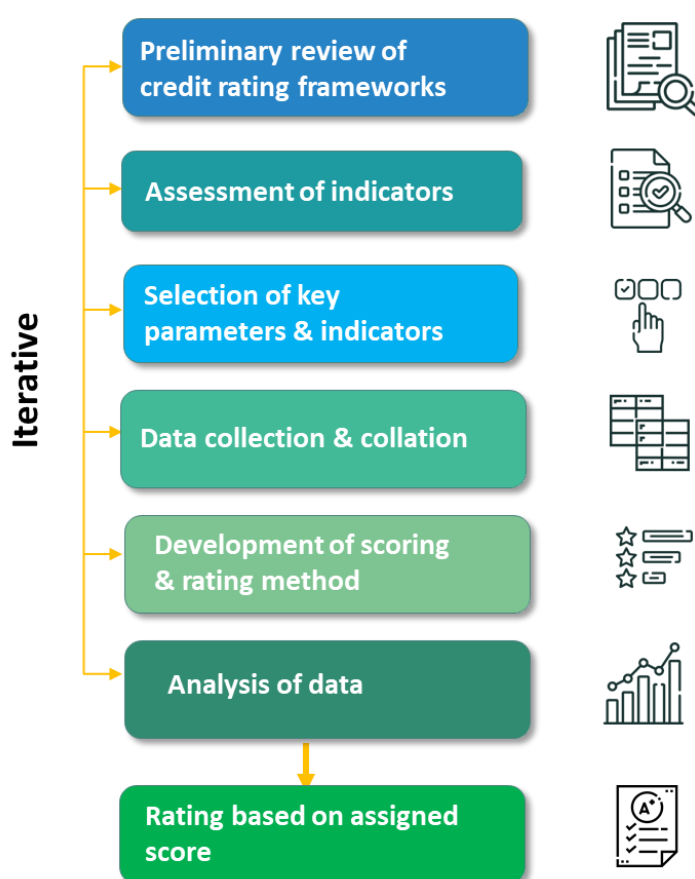 Preliminary review of
credit rating frameworks
Assessment of indicators
Selection of key
parameters & indicators
Iterative
Data collection & collation
Development of scoring
& rating method
Analysis of data
Rating based on assigned
score
A+